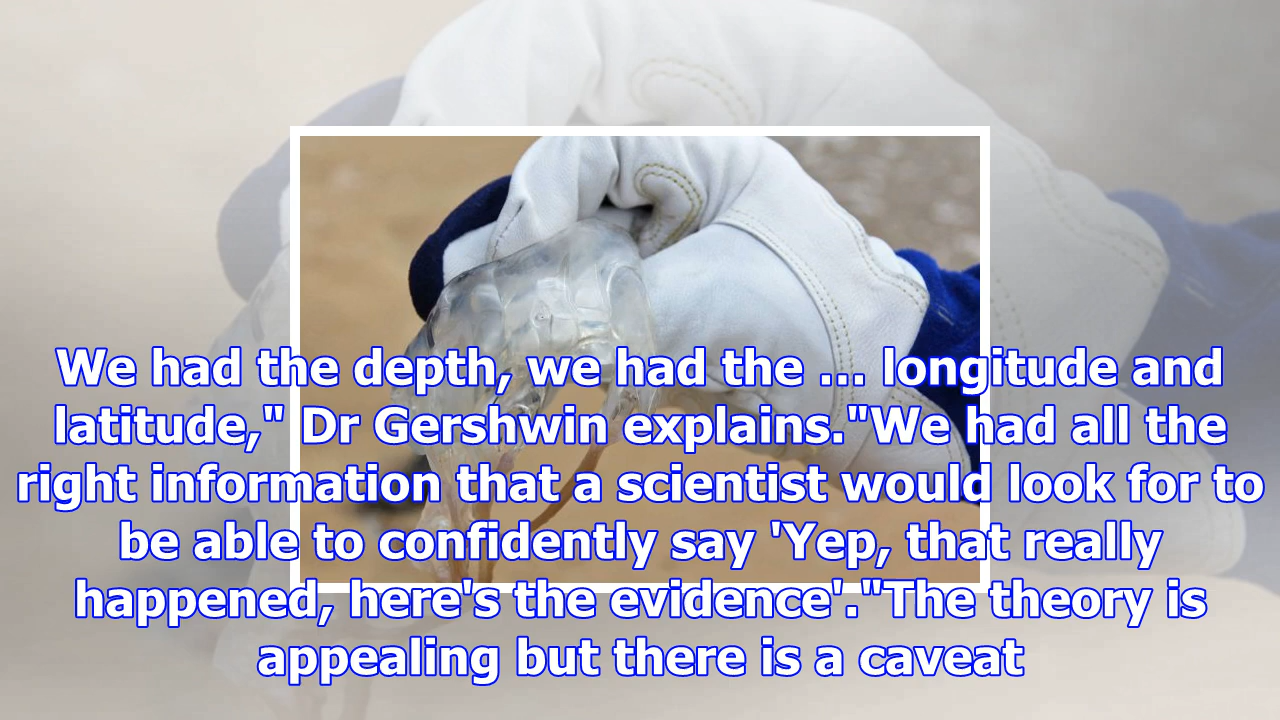 We had the depth, we had the ... longitude and
latitude," Dr Gershwin explains."We had all the
right information that a scientist would look for to
be able to confidently say 'Yep, that really
happened, here's the evidence'."The theory is
appealing but there is a caveat